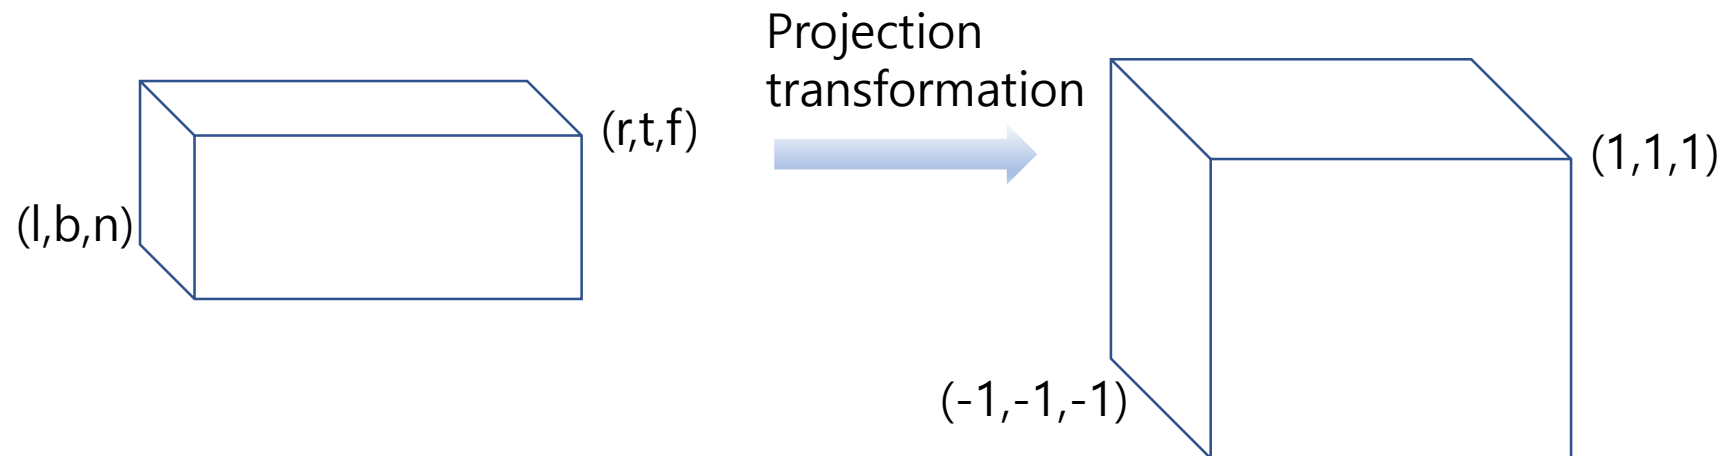 Projection
transformation
(r,t,f)
(1,1,1)
(l,b,n)
(-1,-1,-1)